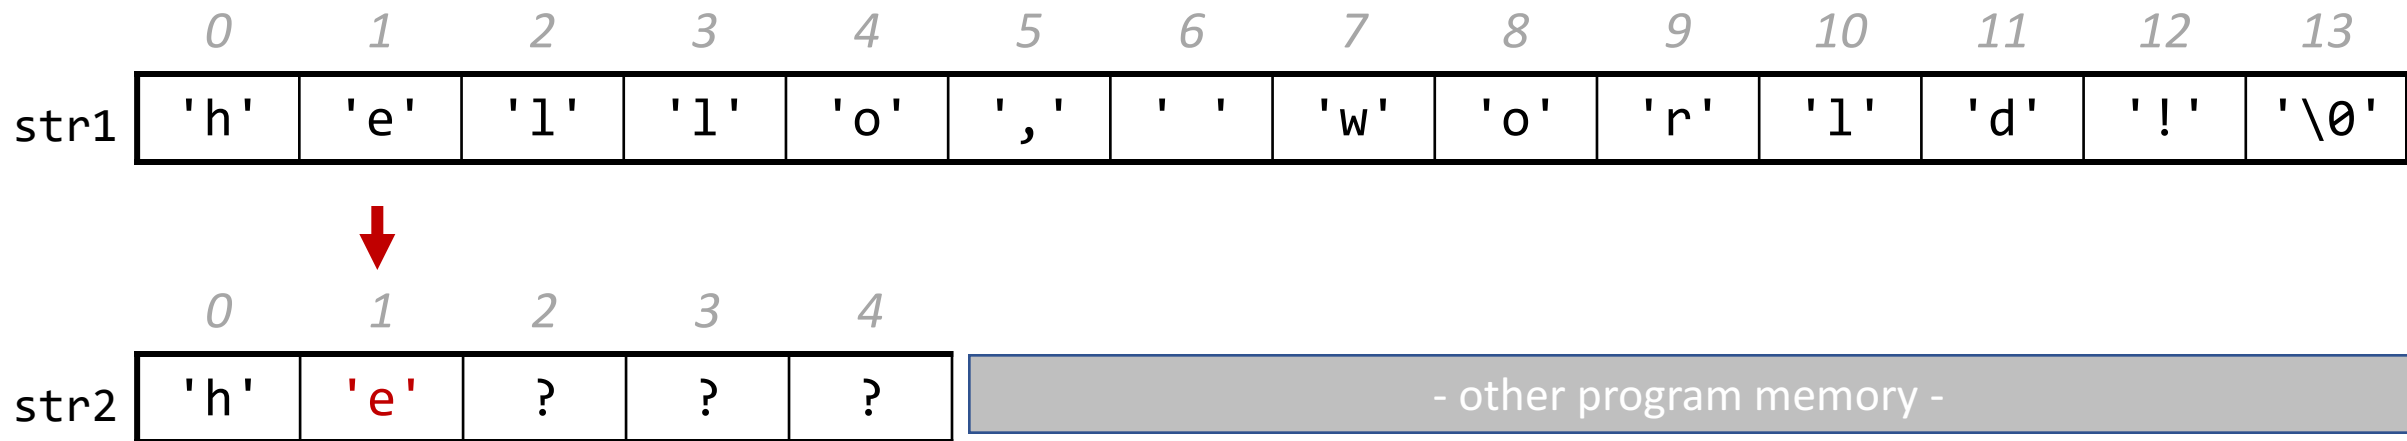 0 1 2 3 4 5 6 7 8 9 10 11 12 13
str1 'h' 'e' 'l' 'l' 'o' ',' ' ' 'w' 'o' 'r' 'l' 'd' '!' '\0'
0 1 2 3 4
str2 'h' 'e' ? ? ? - other program memory -